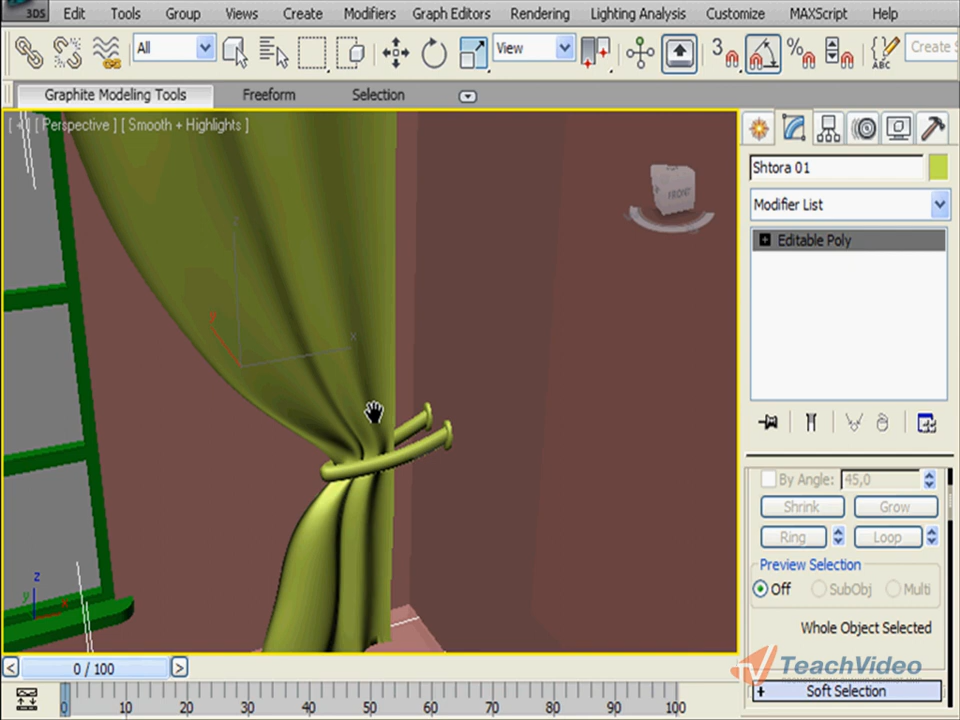 3DS Edit Tools Group Views Create Modifiers Graph Editors Rendering Lighting Analysis Customize MAXScript Help
All View 3 % ABC Create
Graphite Modeling Tools Freeform Selection
[ + ] [ Perspective ] [ Smooth + Highlights ]
Shtora 01
FRONT
Modifier List
Editable Poly
z
y
x
By Angle: 45,0
Shrink Grow
Ring Loop
Preview Selection
Off SubObj Multi
z
y x
Whole Object Selected
< 0 / 100 >
TeachVideo
+ Soft Selection
0 10 20 30 40 50 60 70 80 90 100